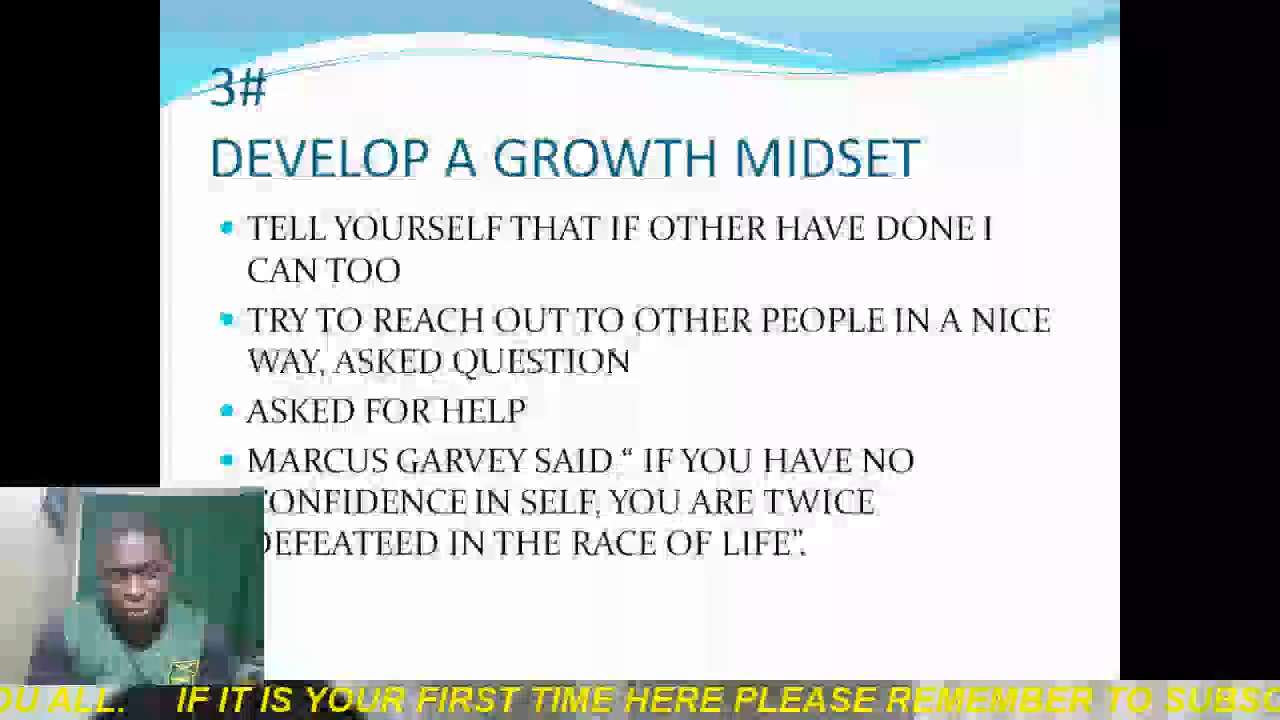 3#
DEVELOP A GROWTH MIDSET
• TELL YOURSELF THAT IF OTHER HAVE DONE I
CAN TOO
• TRY TO REACH OUT TO OTHER PEOPLE IN A NICE
WAY, ASKED QUESTION
• ASKED FOR HELP
• MARCUS GARVEY SAID “ IF YOU HAVE NO
CONFIDENCE IN SELF, YOU ARE TWICE
DEFEATEED IN THE RACE OF LIFE”.
OU ALL. IF IT IS YOUR FIRST TIME HERE PLEASE REMEMBER TO SUBSC